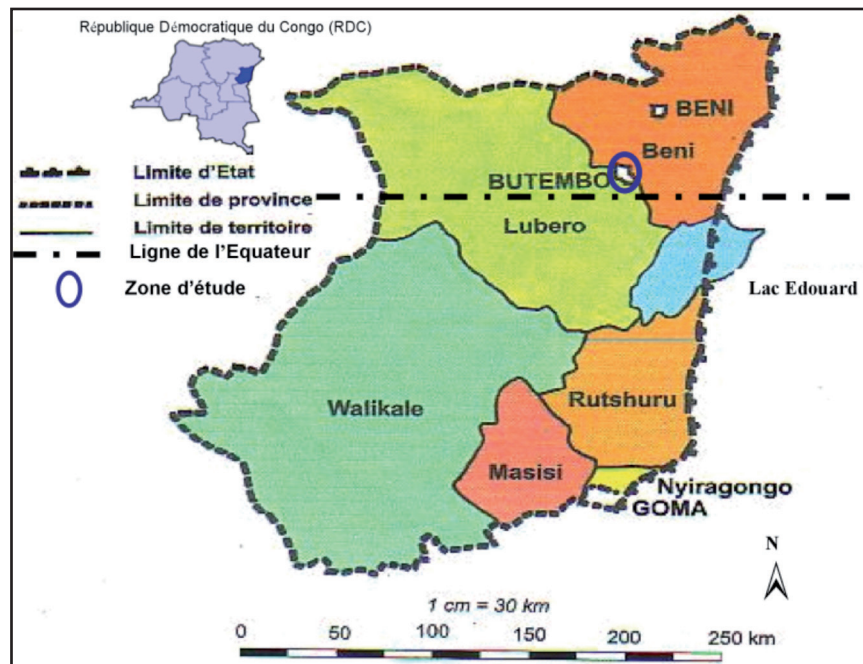 République Démocratique du Congo (RDC)
BENI
Beni
BUTEMBO
Lubero
Limite d'Etat
Limite de province
Limite de territoire
Ligne de l'Equateur
Zone d'étude
Lac Edouard
Walikale
Rutshuru
Masisi
Nyiragongo
GOMA
N
1 cm = 30 km
0 50 75 100 150 200 250 km